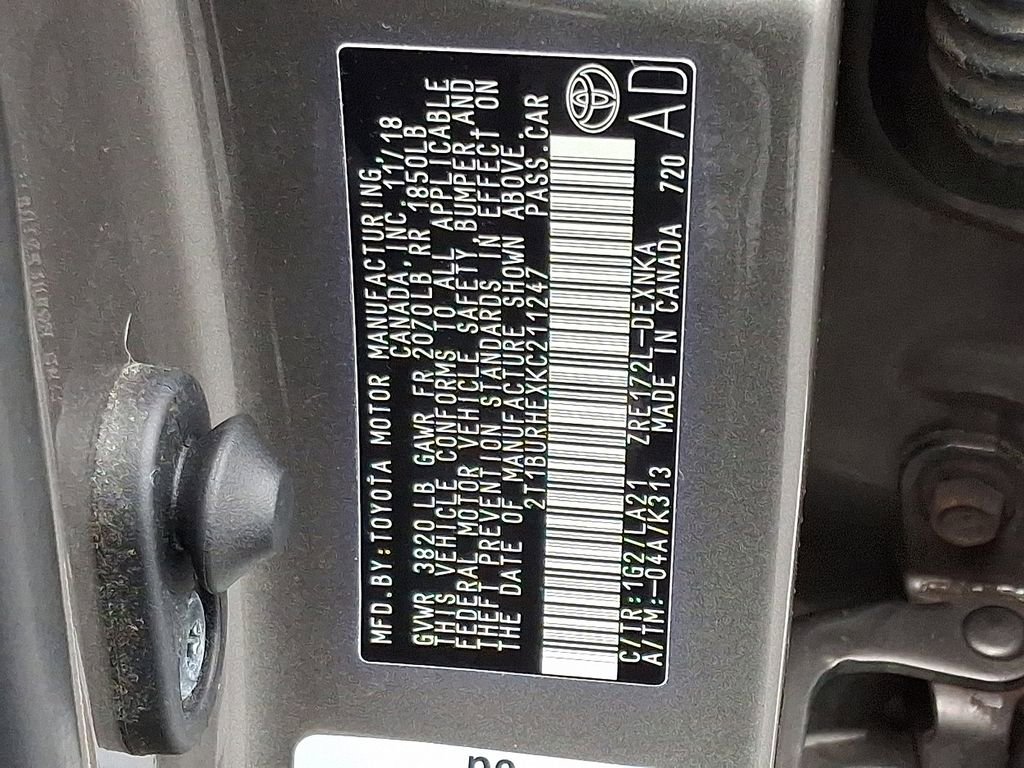 MFD.BY:TOYOTA MOTOR MANUFACTURING,
CANADA,INC. 11/18
GVWR 3820LB GAWR FR 2070LB RR 1850LB
THIS VEHICLE CONFORMS TO ALL APPLICABLE
FEDERAL MOTOR VEHICLE SAFETY, BUMPER,AND
THEFT PREVENTION STANDARDS IN EFFECT ON
THE DATE OF MANUFACTURE SHOWN ABOVE.
2T1BURHEXKC211247 PASS.CAR
C/TR:1G2/LA21 ZRE172L-DEXNKA
A/TM:-04A/K313 MADE IN CANADA 720
AD